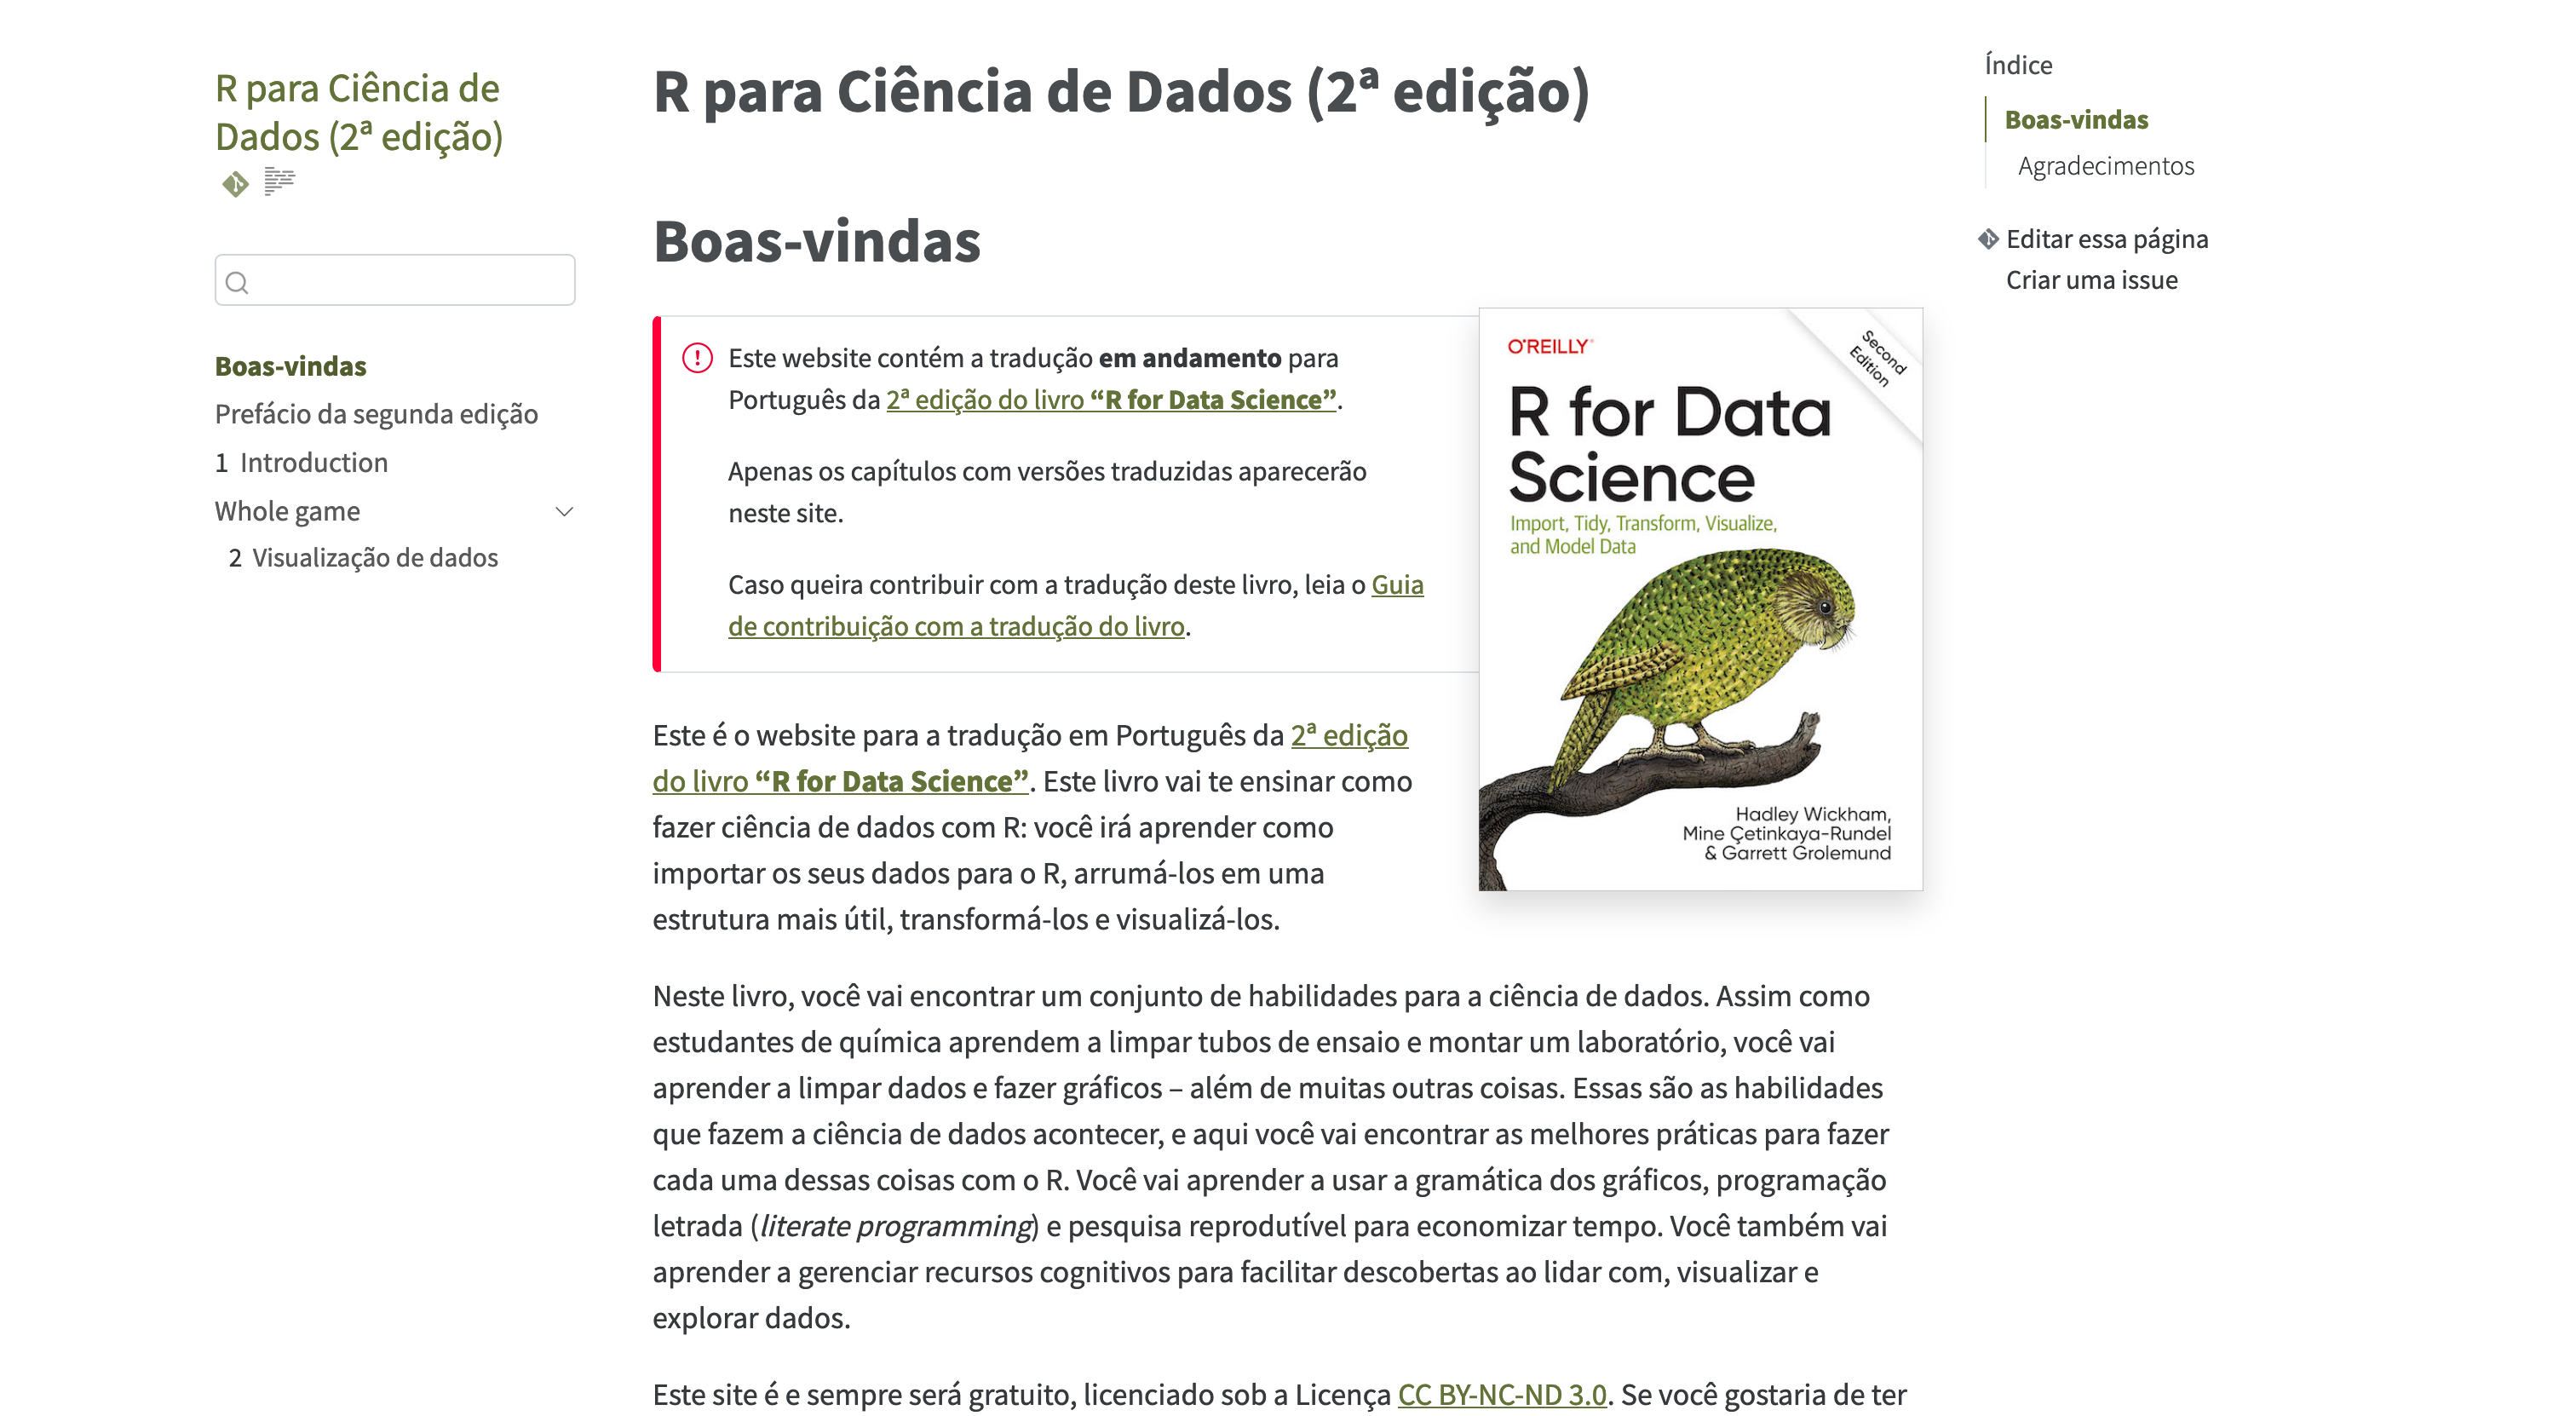 R para Ciência de
Dados (2ª edição)
Boas-vindas
Prefácio da segunda edição
1 Introduction
Whole game
2 Visualização de dados
R para Ciência de Dados (2ª edição)
Boas-vindas
Este website contém a tradução em andamento para
Português da 2ª edição do livro “R for Data Science”.
Apenas os capítulos com versões traduzidas aparecerão
neste site.
Caso queira contribuir com a tradução deste livro, leia o Guia
de contribuição com a tradução do livro.
O'REILLY®
Second
Edition
R for Data
Science
Import, Tidy, Transform, Visualize,
and Model Data
Hadley Wickham,
Mine Çetinkaya-Rundel
& Garrett Grolemund
Este é o website para a tradução em Português da 2ª edição
do livro “R for Data Science”. Este livro vai te ensinar como
fazer ciência de dados com R: você irá aprender como
importar os seus dados para o R, arrumá-los em uma
estrutura mais útil, transformá-los e visualizá-los.
Neste livro, você vai encontrar um conjunto de habilidades para a ciência de dados. Assim como
estudantes de química aprendem a limpar tubos de ensaio e montar um laboratório, você vai
aprender a limpar dados e fazer gráficos – além de muitas outras coisas. Essas são as habilidades
que fazem a ciência de dados acontecer, e aqui você vai encontrar as melhores práticas para fazer
cada uma dessas coisas com o R. Você vai aprender a usar a gramática dos gráficos, programação
letrada (literate programming) e pesquisa reprodutível para economizar tempo. Você também vai
aprender a gerenciar recursos cognitivos para facilitar descobertas ao lidar com, visualizar e
explorar dados.
Este site é e sempre será gratuito, licenciado sob a Licença CC BY-NC-ND 3.0. Se você gostaria de ter
Índice
Boas-vindas
Agradecimentos
Editar essa página
Criar uma issue